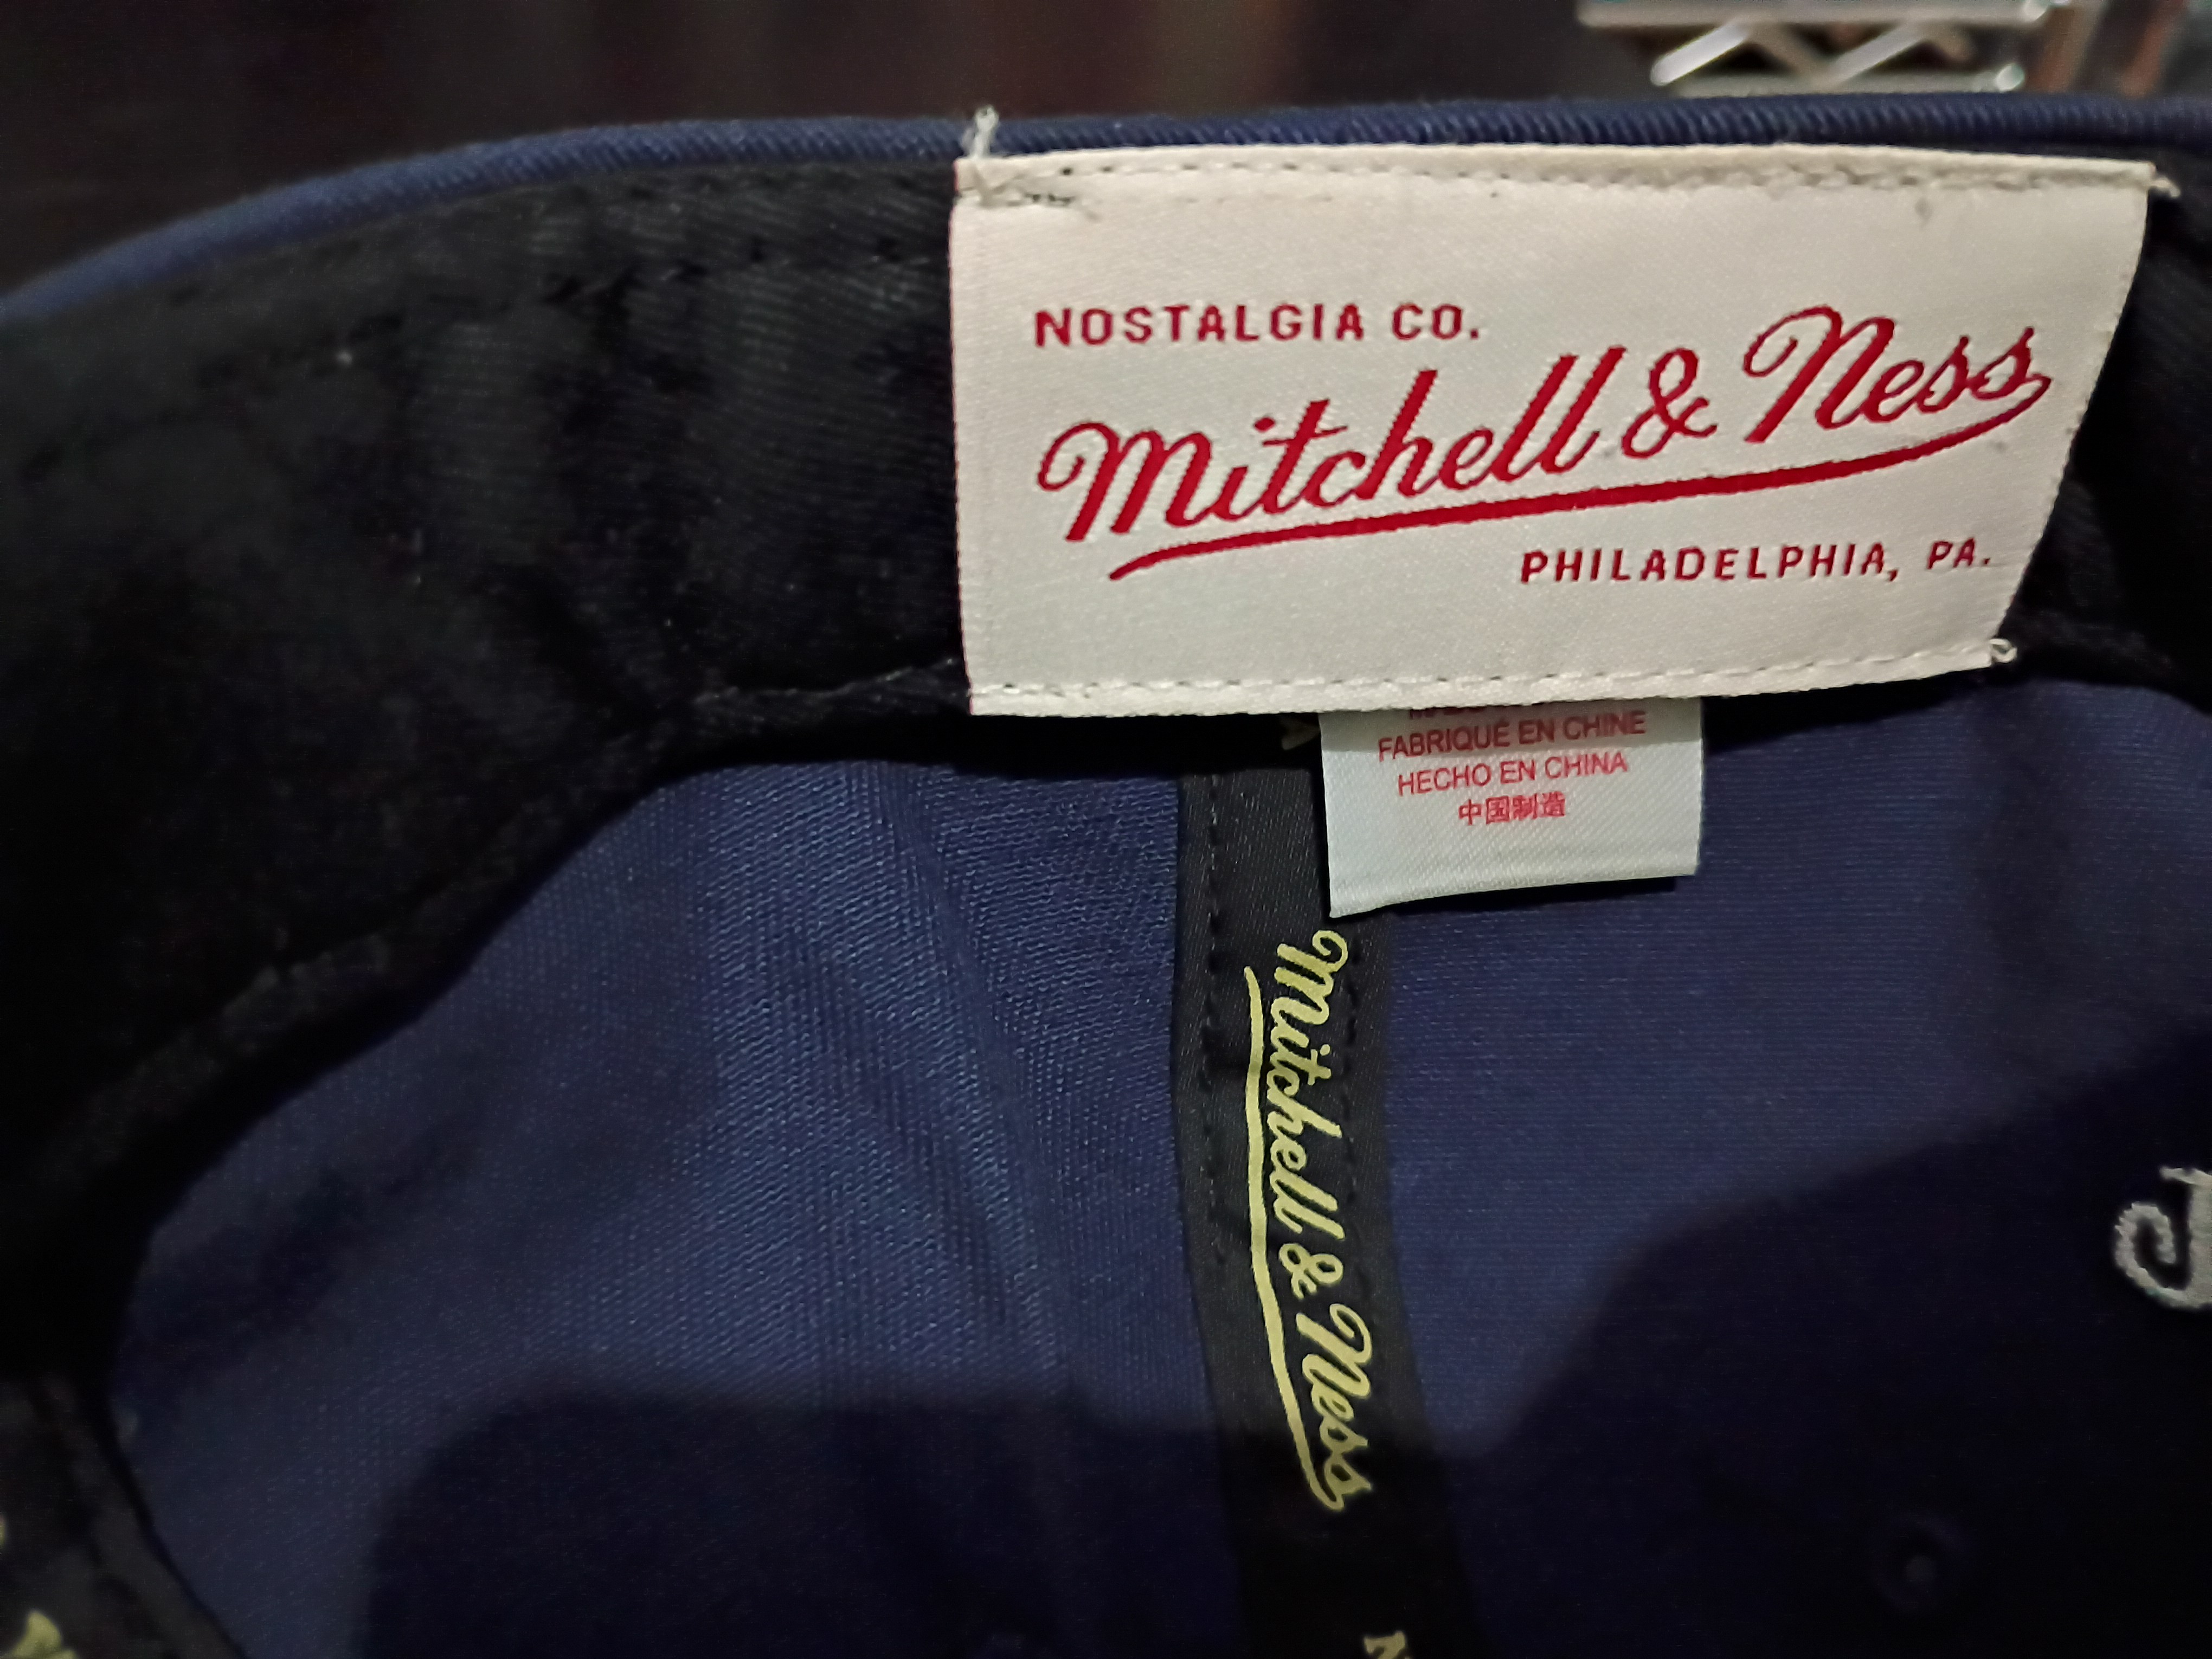 NOSTALGIA CO.
Mitchell & Ness
PHILADELPHIA, PA.
FABRIQUÉ EN CHINE
HECHO EN CHINA
中国制造
Mitchell & Ness